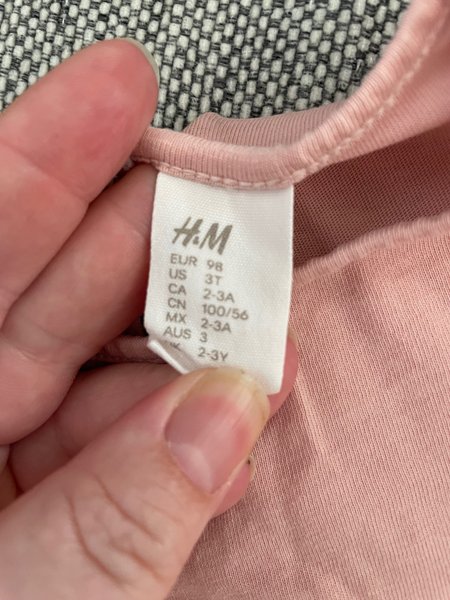 H&M
EUR 98
US 3T
CA 2-3A
CN 100/56
MX 2-3A
AUS 3
2-3Y